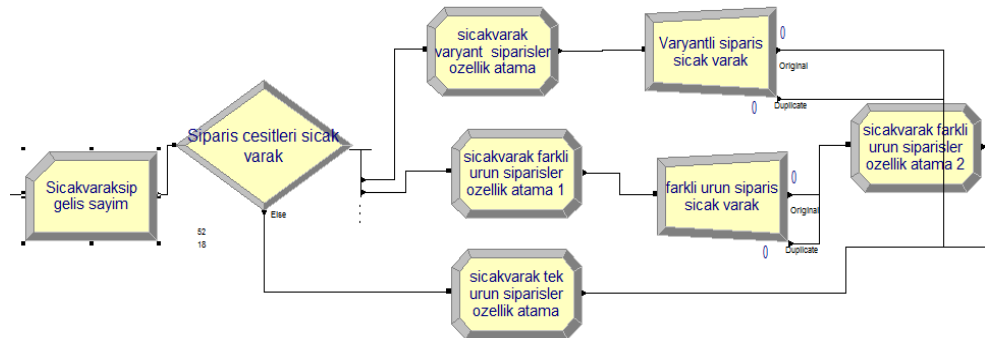 sicakvarak
varyant siparisler
ozellik atama
Varyantli siparis
sicak varak
0
Original
0
Duplicate
Siparis cesitleri sicak
varak
sicakvarak farkli
urun siparisler
ozellik atama 2
Sicakvaraksip
gelis sayim
sicakvarak farkli
urun siparisler
ozellik atama 1
farkli urun siparis
sicak varak
0
Original
0
Duplicate
Else
52
18
sicakvarak tek
urun siparisler
ozellik atama